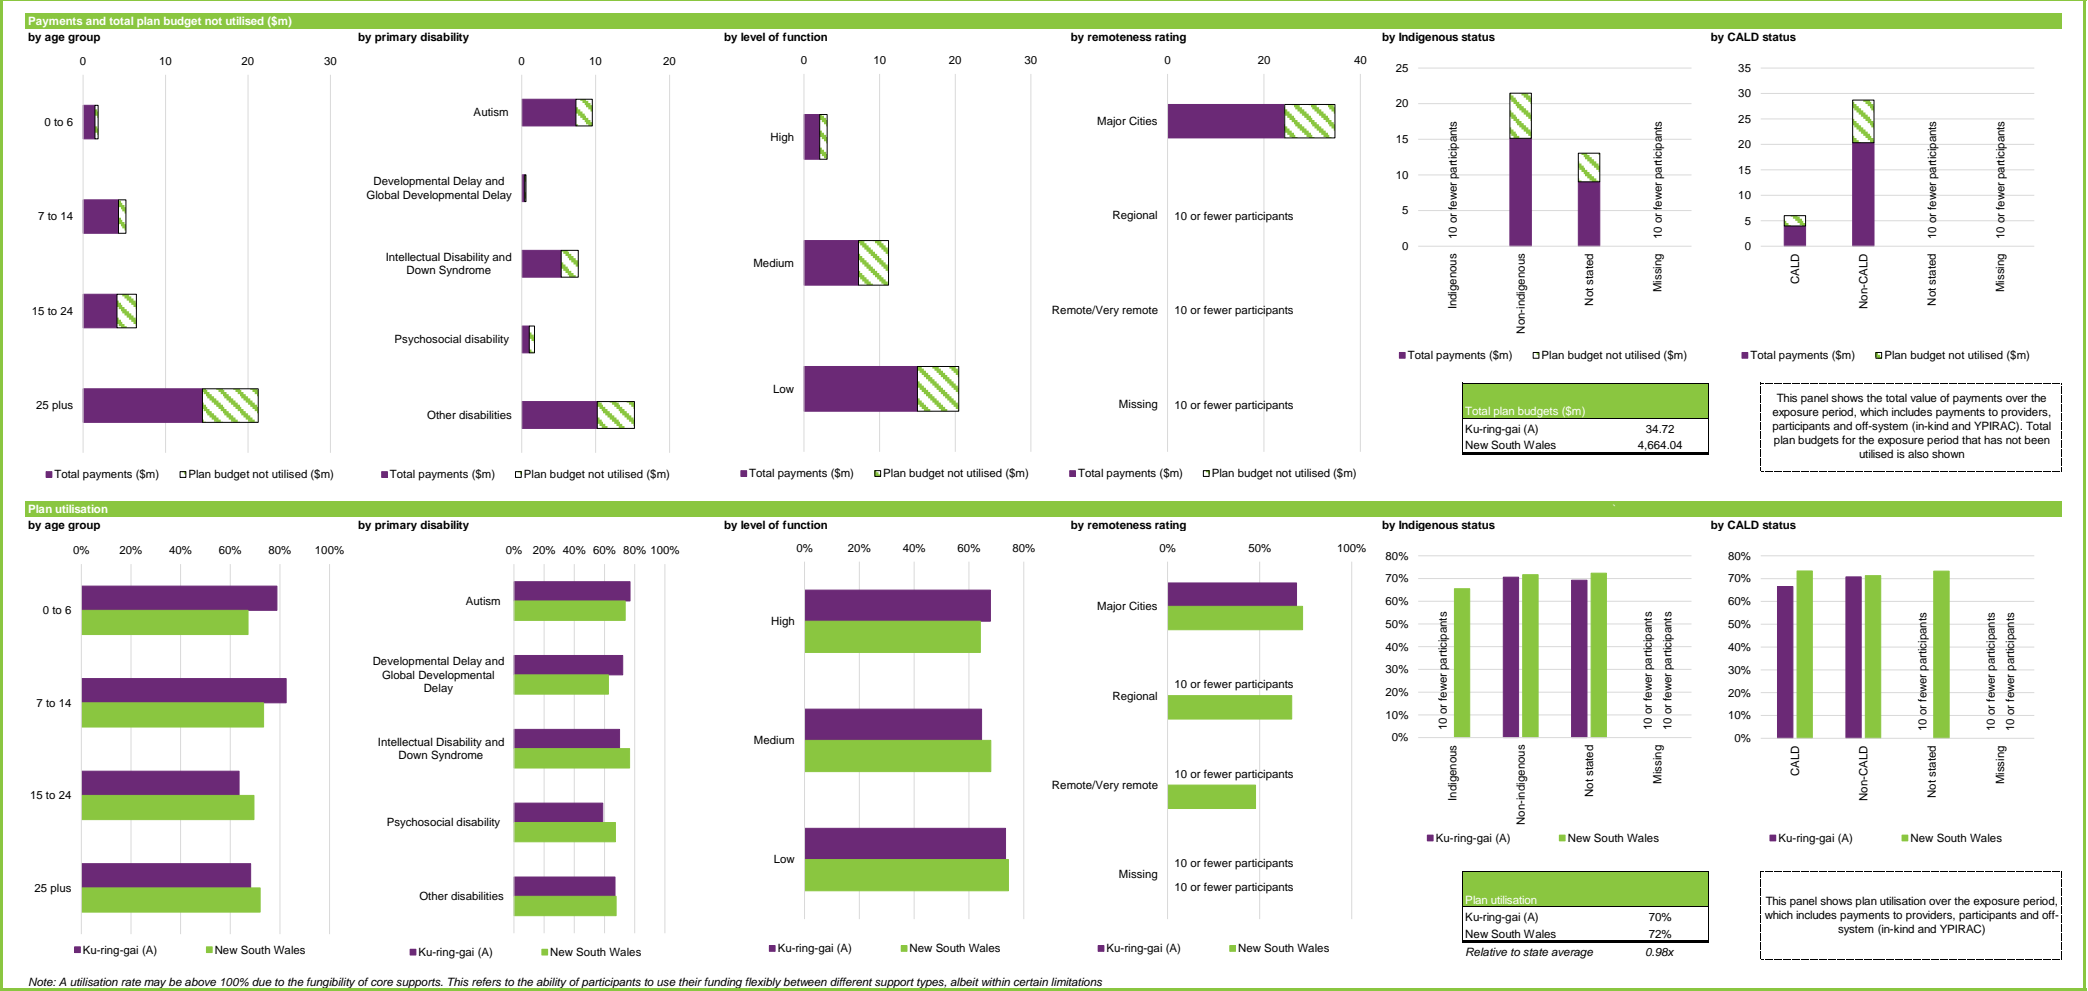 Payments and total plan budget not utilised ($m)
by age group
0
10
20
30
0 to 6
7 to 14
15 to 24
25 plus
Total payments ($m)
Plan budget not utilised ($m)
by primary disability
0
10
20
Autism
Developmental Delay and
Global Developmental Delay
Intellectual Disability and
Down Syndrome
Psychosocial disability
Other disabilities
Total payments ($m)
Plan budget not utilised ($m)
by level of function
0
10
20
30
High
Medium
Low
Total payments ($m)
Plan budget not utilised ($m)
by remoteness rating
0
20
40
Major Cities
Regional
10 or fewer participants
Remote/Very remote
10 or fewer participants
Missing
10 or fewer participants
Total payments ($m)
Plan budget not utilised ($m)
by Indigenous status
25
20
15
10
5
0
10 or fewer participants
10 or fewer participants
Indigenous
Non-indigenous
Not stated
Missing
Total payments ($m)
Plan budget not utilised ($m)
by CALD status
35
30
25
20
15
10
5
0
10 or fewer participants
10 or fewer participants
CALD
Non-CALD
Not stated
Missing
Total payments ($m)
Plan budget not utilised ($m)
Total plan budgets ($m)
Ku-ring-gai (A) 34.72
New South Wales 4,664.04
This panel shows the total value of payments over the
exposure period, which includes payments to providers,
participants and off-system (in-kind and YPIRAC). Total
plan budgets for the exposure period that has not been
utilised is also shown
Plan utilisation
by age group
0%
20%
40%
60%
80%
100%
0 to 6
7 to 14
15 to 24
25 plus
Ku-ring-gai (A)
New South Wales
by primary disability
0%
20%
40%
60%
80%
100%
Autism
Developmental Delay and
Global Developmental
Delay
Intellectual Disability and
Down Syndrome
Psychosocial disability
Other disabilities
Ku-ring-gai (A)
New South Wales
by level of function
0%
20%
40%
60%
80%
High
Medium
Low
Ku-ring-gai (A)
New South Wales
by remoteness rating
0%
50%
100%
Major Cities
Regional
10 or fewer participants
Remote/Very remote
10 or fewer participants
Missing
10 or fewer participants
10 or fewer participants
Ku-ring-gai (A)
New South Wales
by Indigenous status
80%
70%
60%
50%
40%
30%
20%
10%
0%
10 or fewer participants
10 or fewer participants
10 or fewer participants
Indigenous
Non-indigenous
Not stated
Missing
Ku-ring-gai (A)
New South Wales
by CALD status
80%
70%
60%
50%
40%
30%
20%
10%
0%
10 or fewer participants
10 or fewer participants
10 or fewer participants
CALD
Non-CALD
Not stated
Missing
Ku-ring-gai (A)
New South Wales
Plan utilisation
Ku-ring-gai (A) 70%
New South Wales 72%
Relative to state average 0.98x
This panel shows plan utilisation over the exposure period,
which includes payments to providers, participants and off-
system (in-kind and YPIRAC)
Note: A utilisation rate may be above 100% due to the fungibility of core supports. This refers to the ability of participants to use their funding flexibly between different support types, albeit within certain limitations